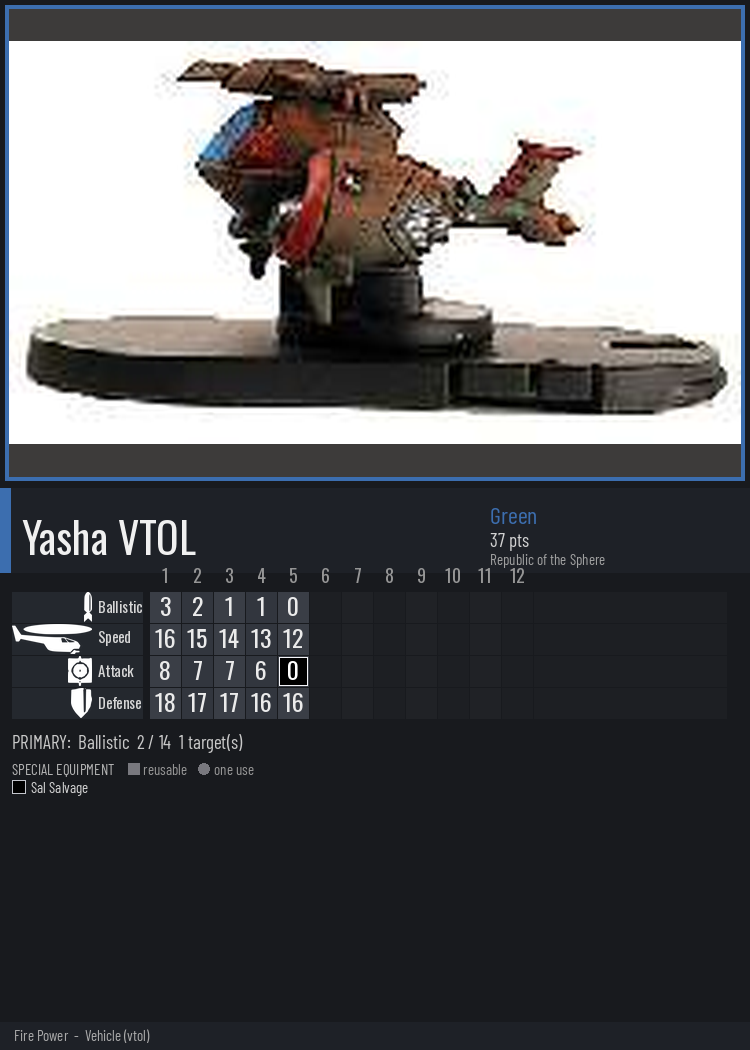 Yasha VTOL
Green
37 pts
Republic of the Sphere
1 2 3 4 5 6 7 8 9 10 11 12
Ballistic 3 2 1 1 0
Speed 16 15 14 13 12
Attack 8 7 7 6 0
Defense 18 17 17 16 16
PRIMARY: Ballistic 2 / 14 1 target(s)
SPECIAL EQUIPMENT reusable one use
Sal Salvage
Fire Power - Vehicle (vtol)